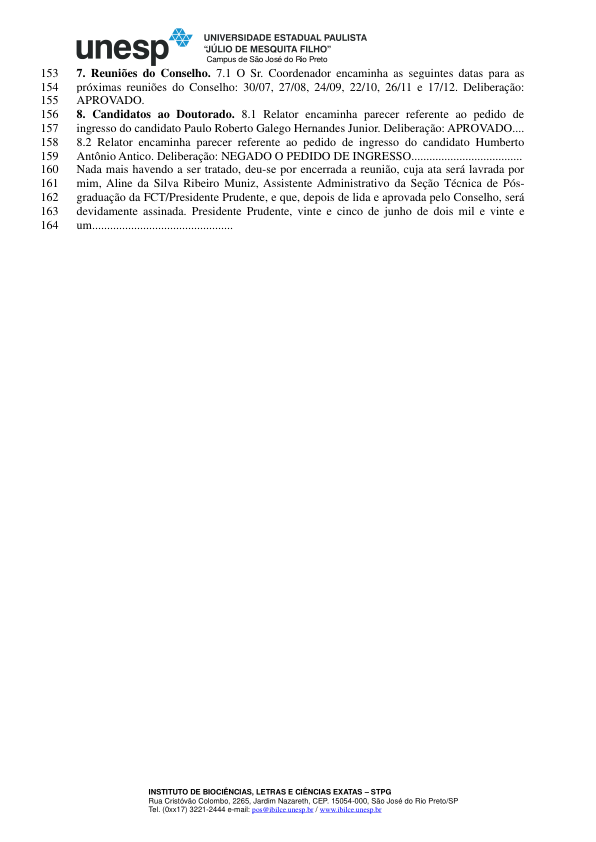 unesp
UNIVERSIDADE ESTADUAL PAULISTA
“JÚLIO DE MESQUITA FILHO”
Campus de São José do Rio Preto
153 7. Reuniões do Conselho. 7.1 O Sr. Coordenador encaminha as seguintes datas para as
154 próximas reuniões do Conselho: 30/07, 27/08, 24/09, 22/10, 26/11 e 17/12. Deliberação:
155 APROVADO.
156 8. Candidatos ao Doutorado. 8.1 Relator encaminha parecer referente ao pedido de
157 ingresso do candidato Paulo Roberto Galego Hernandes Junior. Deliberação: APROVADO....
158 8.2 Relator encaminha parecer referente ao pedido de ingresso do candidato Humberto
159 Antônio Antico. Deliberação: NEGADO O PEDIDO DE INGRESSO.....................................
160 Nada mais havendo a ser tratado, deu-se por encerrada a reunião, cuja ata será lavrada por
161 mim, Aline da Silva Ribeiro Muniz, Assistente Administrativo da Seção Técnica de Pós-
162 graduação da FCT/Presidente Prudente, e que, depois de lida e aprovada pelo Conselho, será
163 devidamente assinada. Presidente Prudente, vinte e cinco de junho de dois mil e vinte e
164 um...............................................
INSTITUTO DE BIOCIÊNCIAS, LETRAS E CIÊNCIAS EXATAS – STPG
Rua Cristóvão Colombo, 2265, Jardim Nazareth, CEP. 15054-000, São José do Rio Preto/SP
Tel. (0xx17) 3221-2444 e-mail: pos@ibilce.unesp.br / www.ibilce.unesp.br